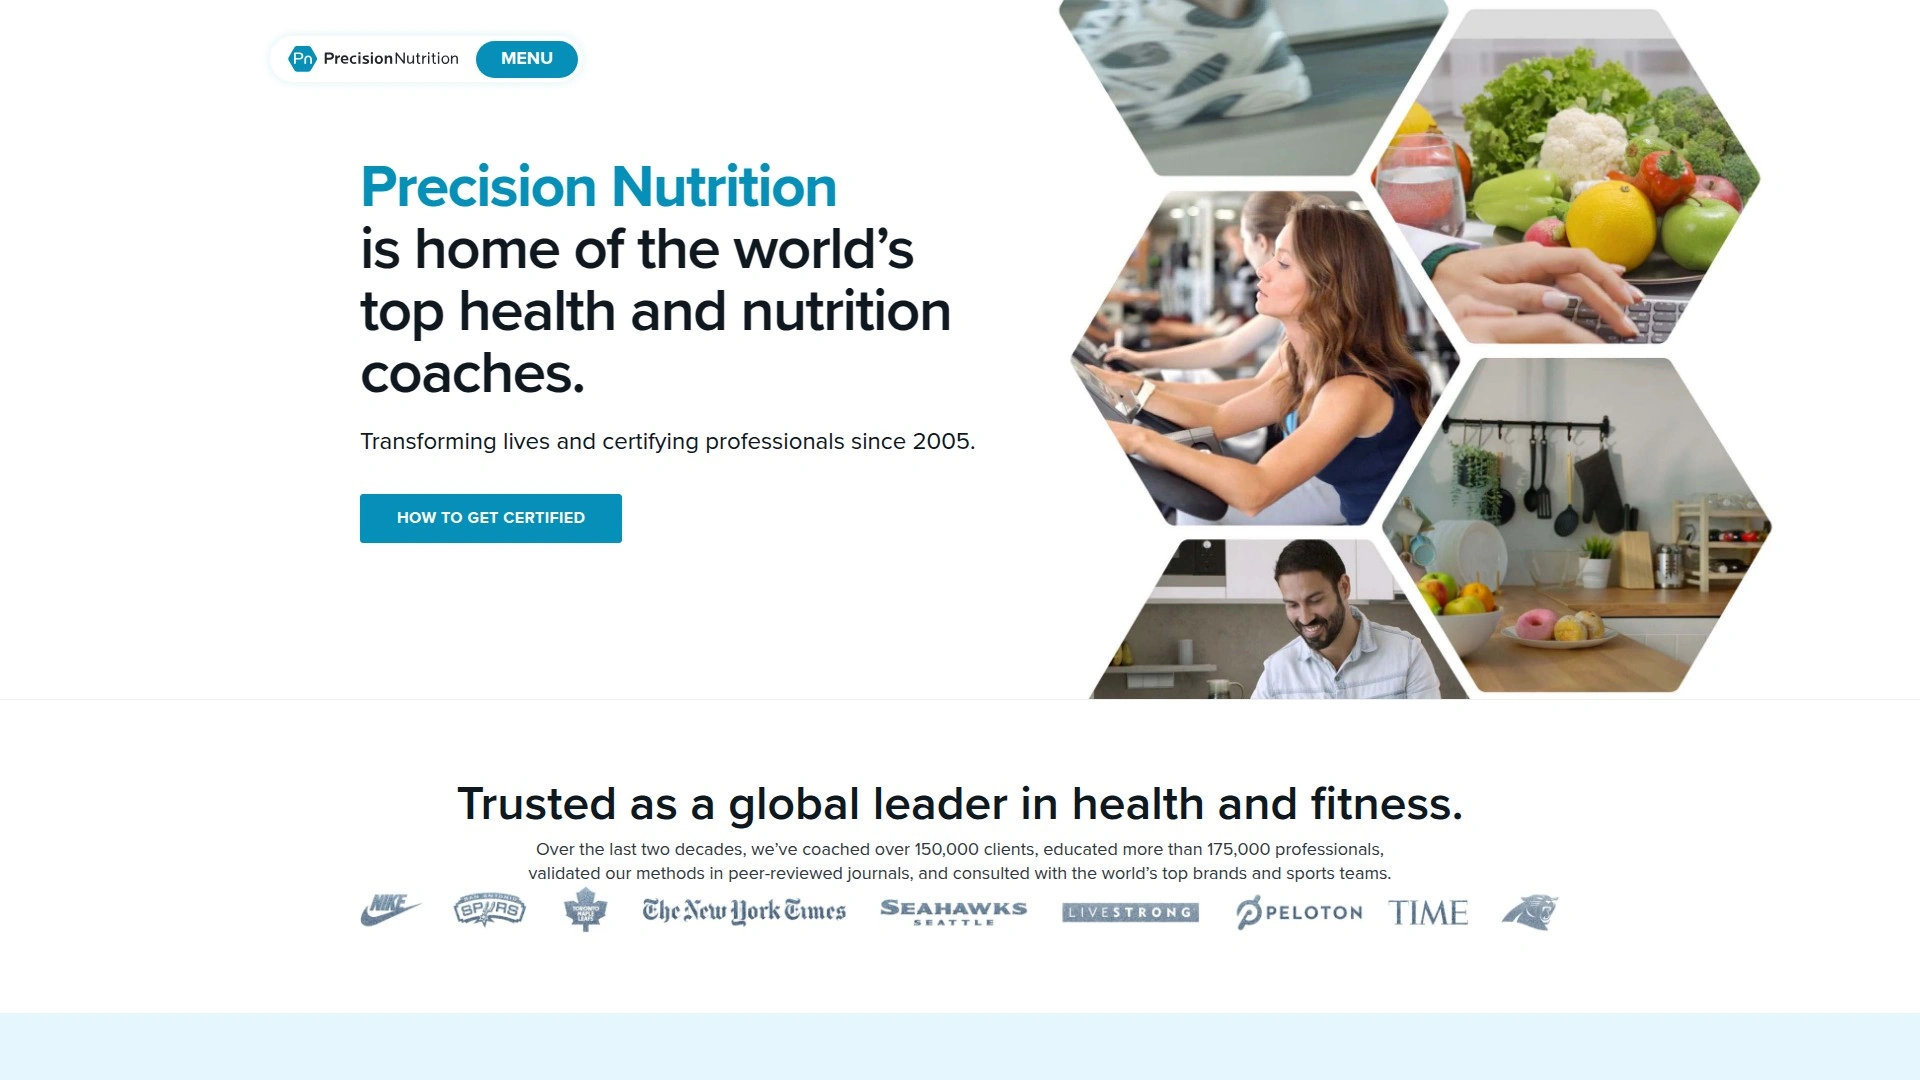 Pn PrecisionNutrition
MENU
Precision Nutrition
is home of the world’s
top health and nutrition
coaches.
Transforming lives and certifying professionals since 2005.
HOW TO GET CERTIFIED
Trusted as a global leader in health and fitness.
Over the last two decades, we’ve coached over 150,000 clients, educated more than 175,000 professionals,
validated our methods in peer-reviewed journals, and consulted with the world’s top brands and sports teams.
NIKE
SAN ANTONIO
SPURS
TORONTO
MAPLE
LEAFS
The New York Times
SEAHAWKS
SEATTLE
LIVESTRONG
PELOTON
TIME